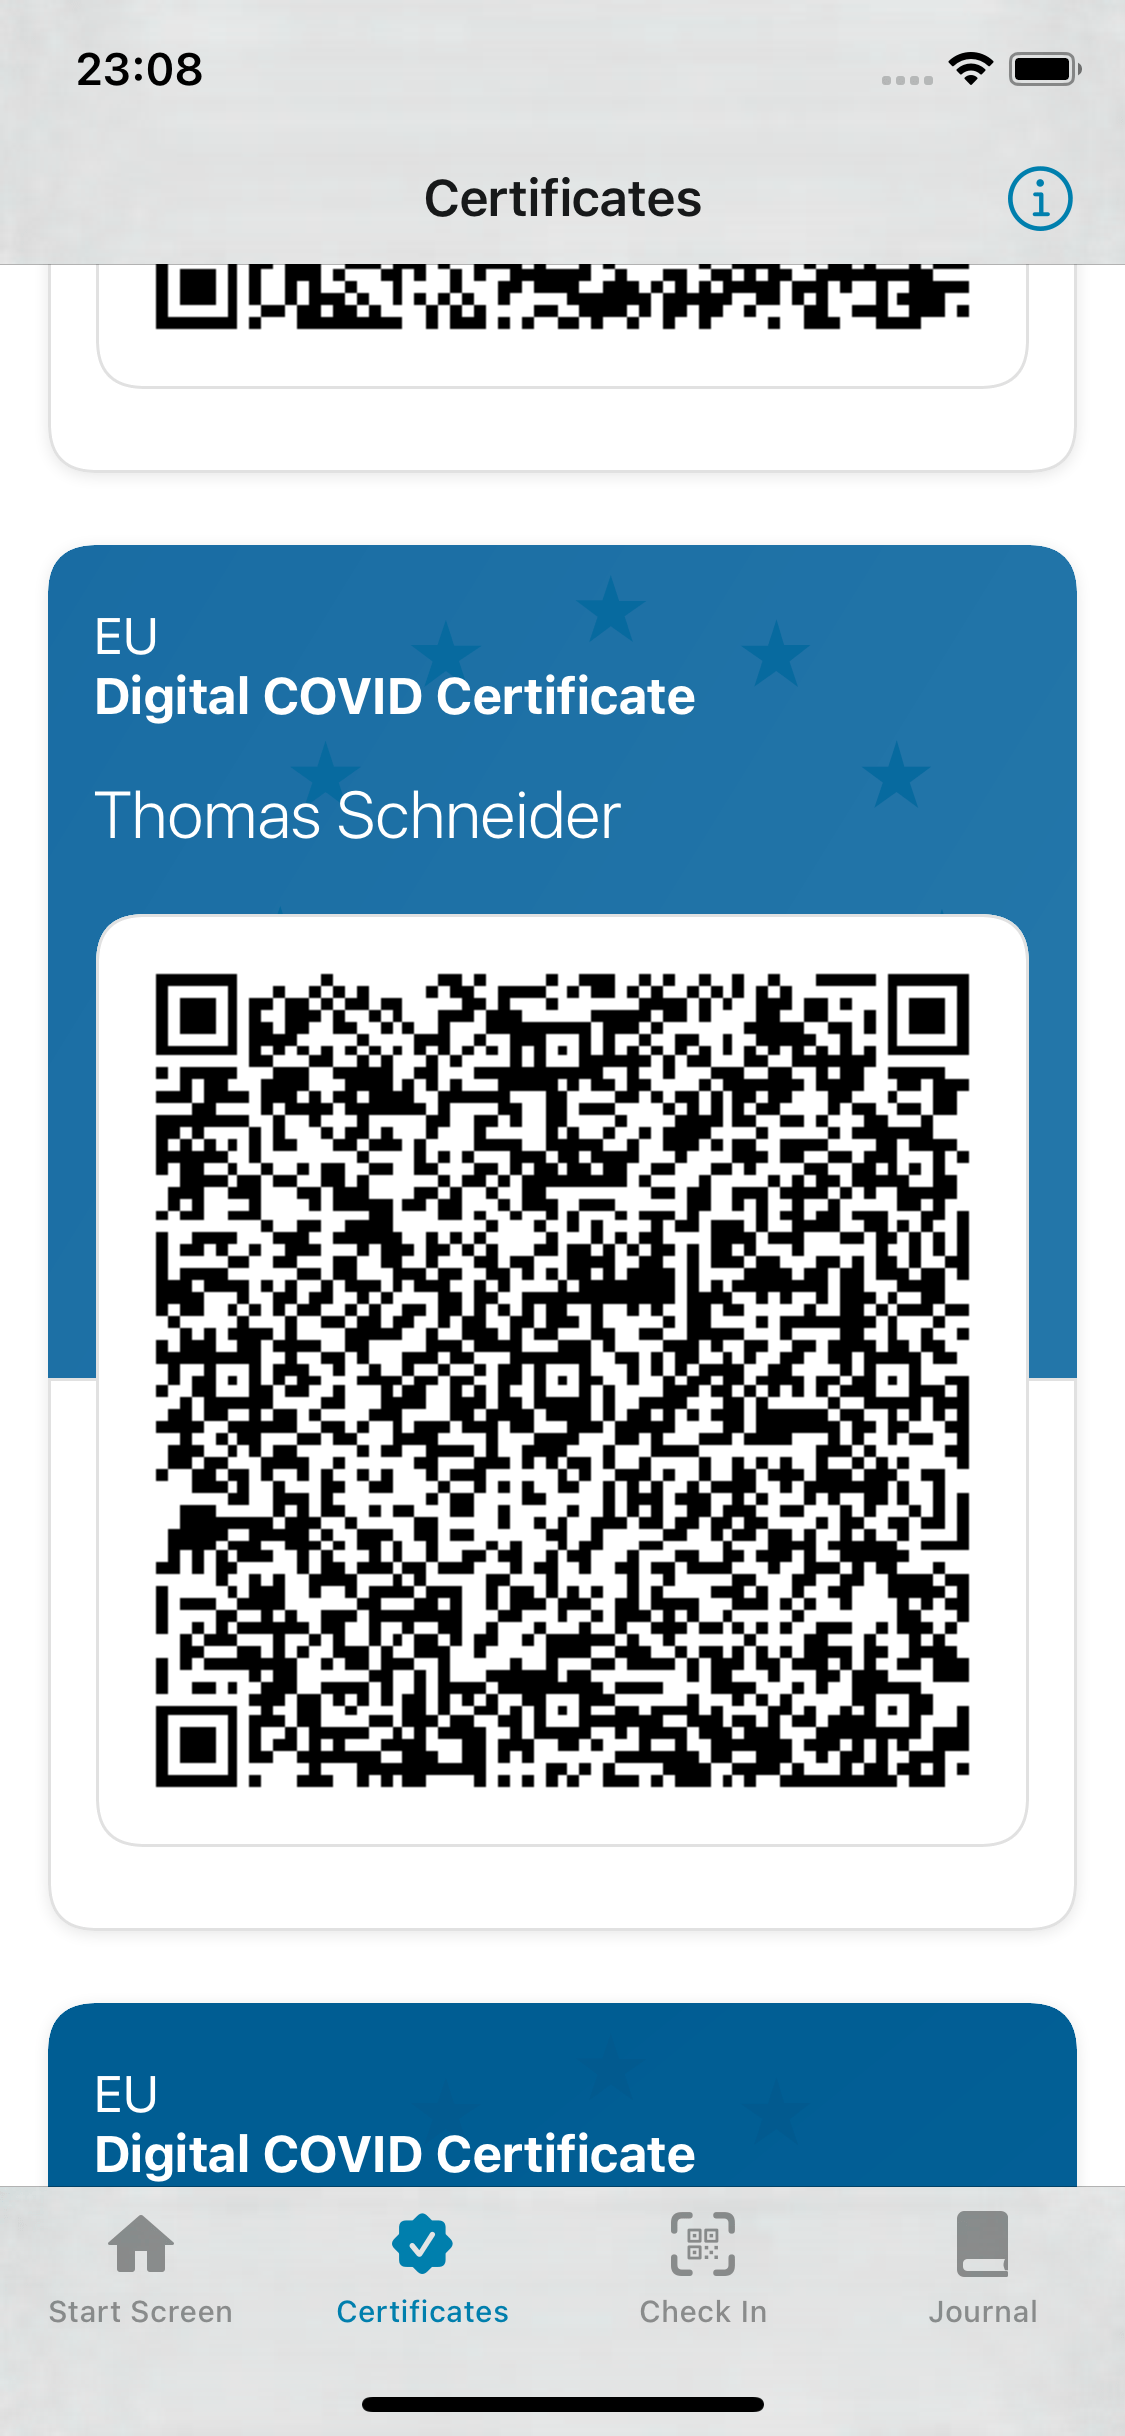 23:08
Certificates
EU
Digital COVID Certificate
Thomas Schneider
EU
Digital COVID Certificate
Start Screen
Certificates
Check In
Journal